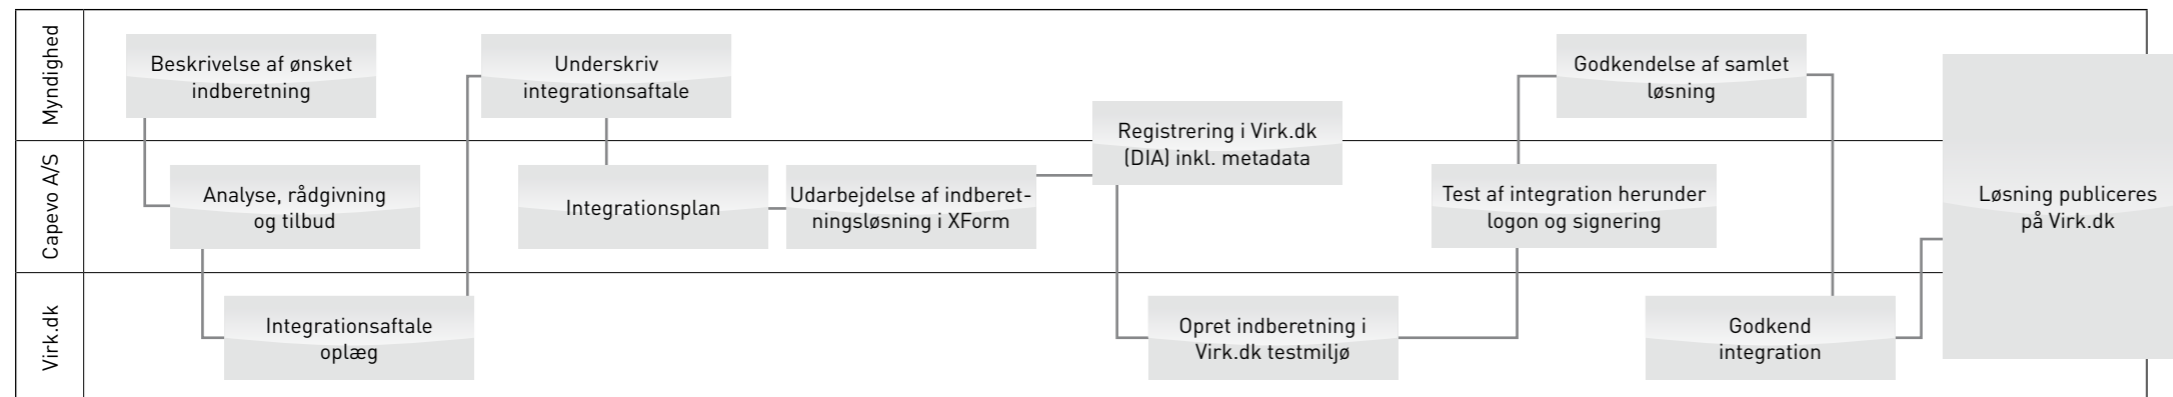 Myndighed
Beskrivelse af ønsket
indberetning
Underskriv
integrationsaftale
Godkendelse af samlet
løsning
Registrering i Virk.dk
(DIA) inkl. metadata
Capevo A/S
Analyse, rådgivning
og tilbud
Integrationsplan
Udarbejdelse af indberet-
ningsløsning i XForm
Test af integration herunder
logon og signering
Løsning publiceres
på Virk.dk
Virk.dk
Integrationsaftale
oplæg
Opret indberetning i
Virk.dk testmiljø
Godkend
integration